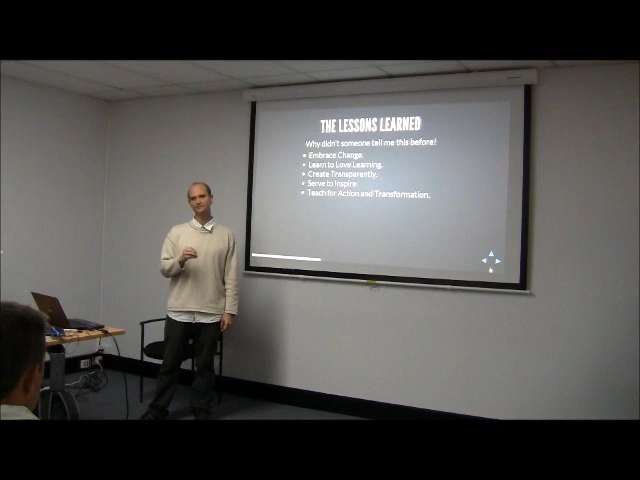 THE LESSONS LEARNED
Why didn't someone tell me this before!
• Embrace Change.
• Learn to Love Learning.
• Create Transparently.
• Serve to Inspire.
• Teach for Action and Transformation.